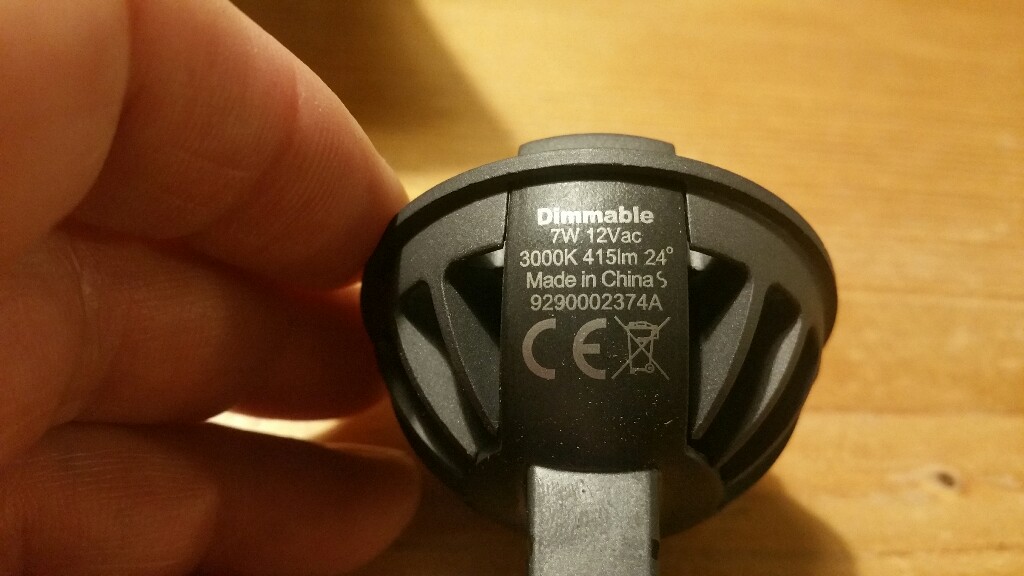 Dimmable
7W 12Vac
3000K 415lm 24°
Made in China S
9290002374A
CE